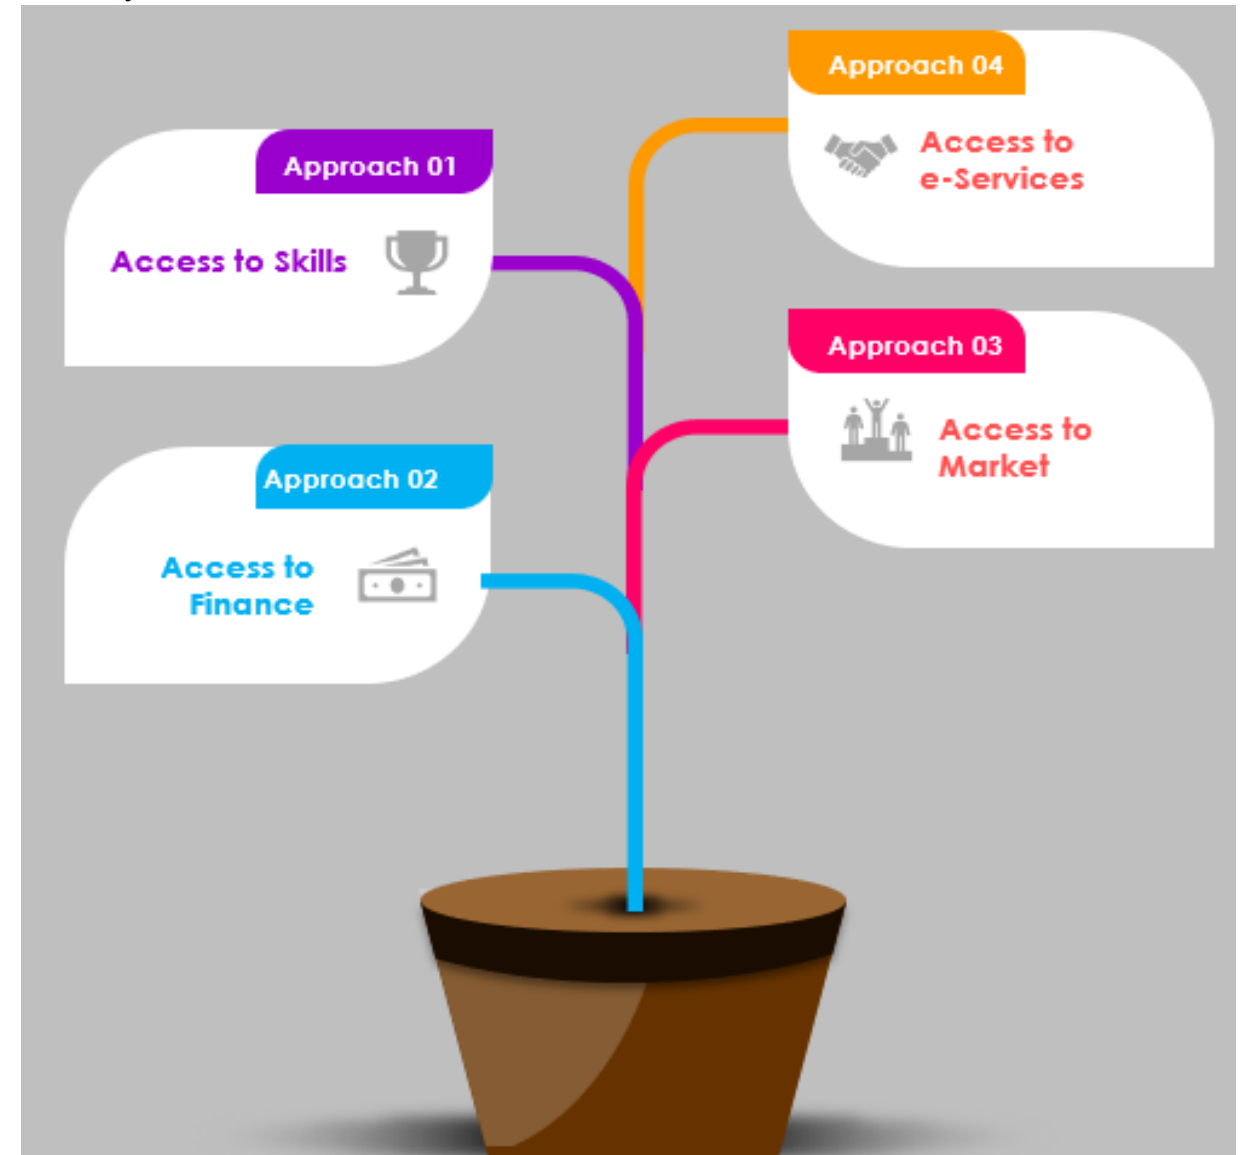 Approach 01
Access to Skills
Approach 02
Access to
Finance
Approach 04
Access to
e-Services
Approach 03
Access to
Market